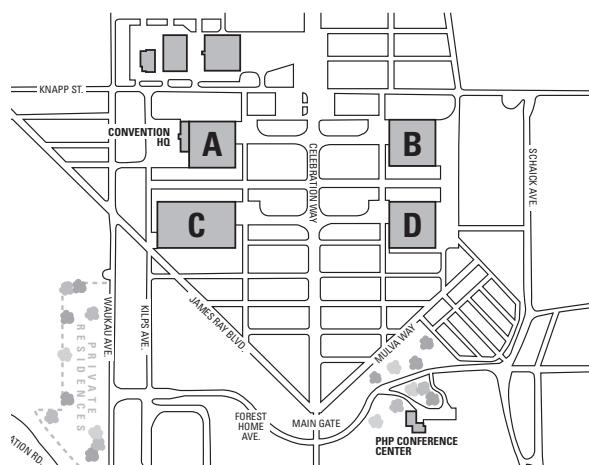 KNAPP ST.
CONVENTION
HQ
A
B
C
D
CELEBRATION WAY
SCHAICK AVE.
WAUKAU AVE.
KILPS AVE.
JAMES RAY BLVD.
MULVA WAY
PRIVATE
RESIDENCES
FOREST
HOME
AVE.
MAIN GATE
PHP CONFERENCE
CENTER
ATION RD.